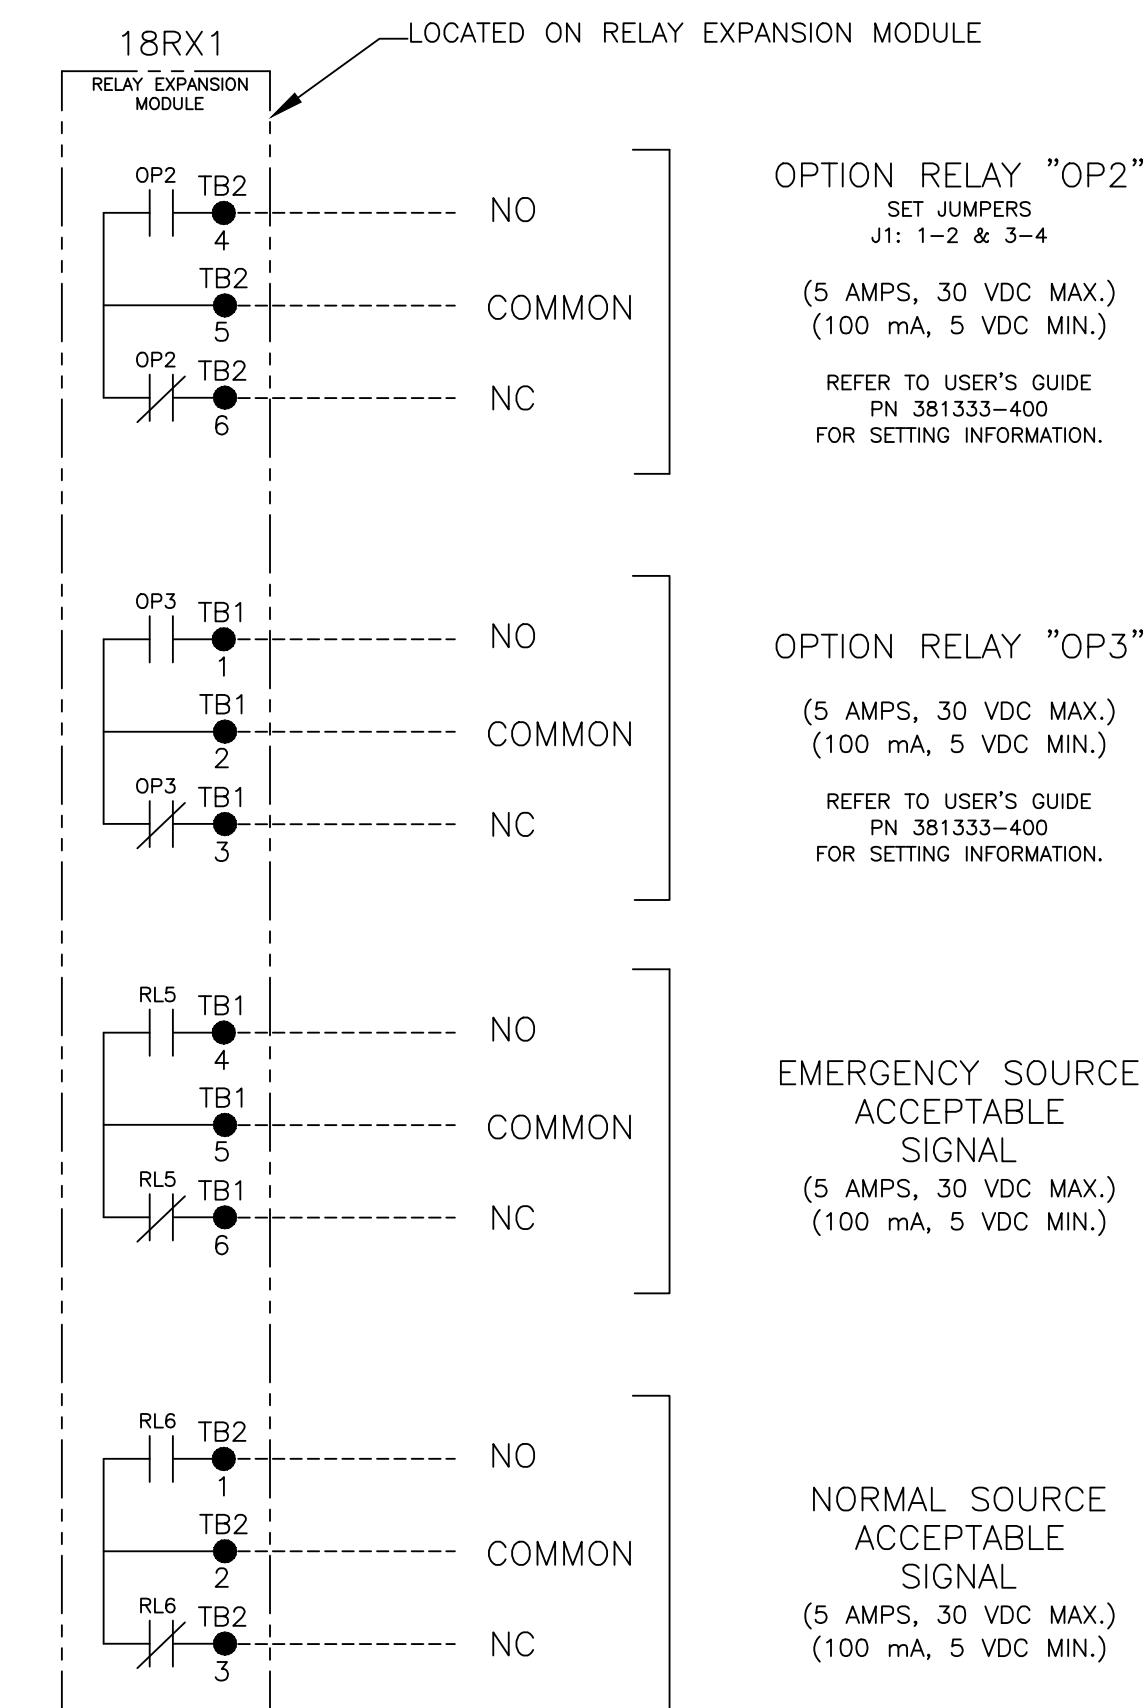 18RX1
LOCATED ON RELAY EXPANSION MODULE
RELAY EXPANSION
MODULE
OP2
TB2
4
NO
TB2
5
COMMON
OP2
TB2
6
NC
OPTION RELAY "OP2"
SET JUMPERS
J1: 1-2 & 3-4
(5 AMPS, 30 VDC MAX.)
(100 mA, 5 VDC MIN.)
REFER TO USER'S GUIDE
PN 381333-400
FOR SETTING INFORMATION.
OP3
TB1
1
NO
TB1
2
COMMON
OP3
TB1
3
NC
OPTION RELAY "OP3"
(5 AMPS, 30 VDC MAX.)
(100 mA, 5 VDC MIN.)
REFER TO USER'S GUIDE
PN 381333-400
FOR SETTING INFORMATION.
RL5
TB1
4
NO
TB1
5
COMMON
RL5
TB1
6
NC
EMERGENCY SOURCE
ACCEPTABLE
SIGNAL
(5 AMPS, 30 VDC MAX.)
(100 mA, 5 VDC MIN.)
RL6
TB2
1
NO
TB2
2
COMMON
RL6
TB2
3
NC
NORMAL SOURCE
ACCEPTABLE
SIGNAL
(5 AMPS, 30 VDC MAX.)
(100 mA, 5 VDC MIN.)